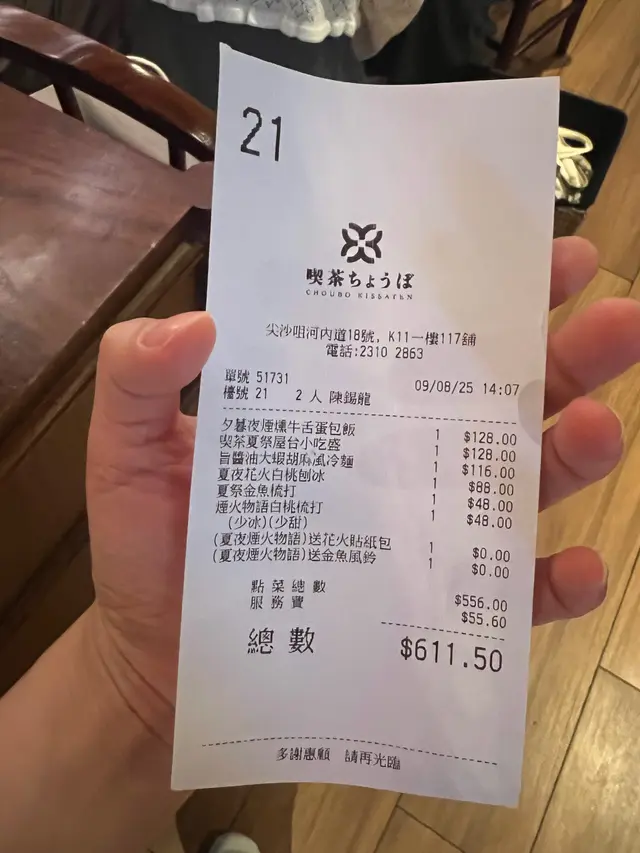 21
喫茶ちょうぼ
CHOUBO KISSATEN
尖沙咀河內道18號, K11一樓117舖
電話:2310 2863
單號 51731 09/08/25 14:07
檯號 21 2 人 陳錫龍
夕暮夜煙燻牛舌蛋包飯 1 $128.00
喫茶夏祭屋台小吃盛 1 $128.00
旨醬油大蝦胡麻風冷麵 1 $116.00
夏夜花火白桃刨冰 1 $88.00
夏祭金魚梳打 1 $48.00
煙火物語白桃梳打 1 $48.00
(少冰)(少甜)
(夏夜煙火物語)送花火貼紙包 1 $0.00
(夏夜煙火物語)送金魚風鈴 1 $0.00
點菜總數 $556.00
服務費 $55.60
總數 $611.50
多謝惠顧 請再光臨